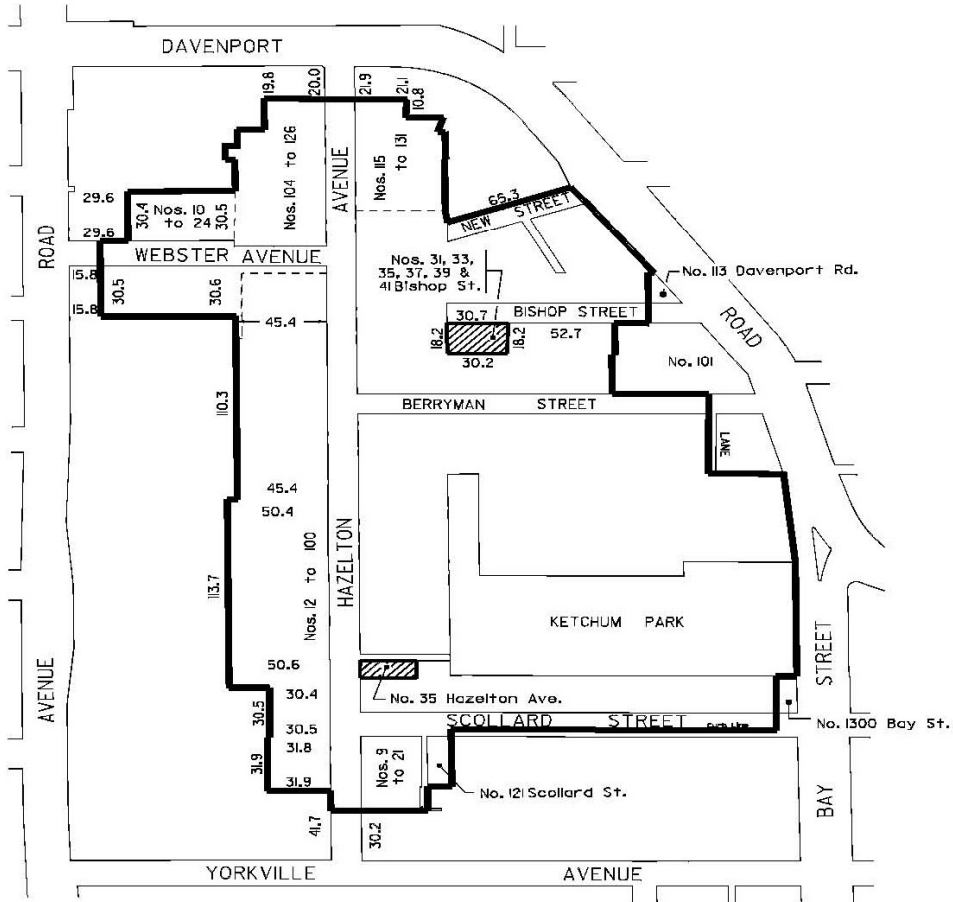 DAVENPORT
19.8
20.0
21.9
21.1
10.8
Nos. 104 to 126
AVENUE
Nos. 115
to 131
29.6
30.4
Nos. 10
to 24
30.5
65.3
NEW STREET
29.6
ROAD
WEBSTER AVENUE
Nos. 31, 33,
35, 37, 39 &
41 Bishop St.
No. 113 Davenport Rd.
15.8
30.5
30.6
15.8
45.4
30.7
BISHOP STREET
18.2
18.2
52.7
30.2
ROAD
No. 101
110.3
BERRYMAN STREET
LANE
45.4
50.4
HAZELTON
Nos. 12 to 100
113.7
KETCHUM PARK
STREET
50.6
AVENUE
30.4
No. 35 Hazelton Ave.
30.5
30.5
SCOLLARD STREET
No. 1300 Bay St.
31.8
31.9
Nos. 9
to 21
31.9
No. 121 Scollard St.
BAY
41.7
30.2
YORKVILLE AVENUE